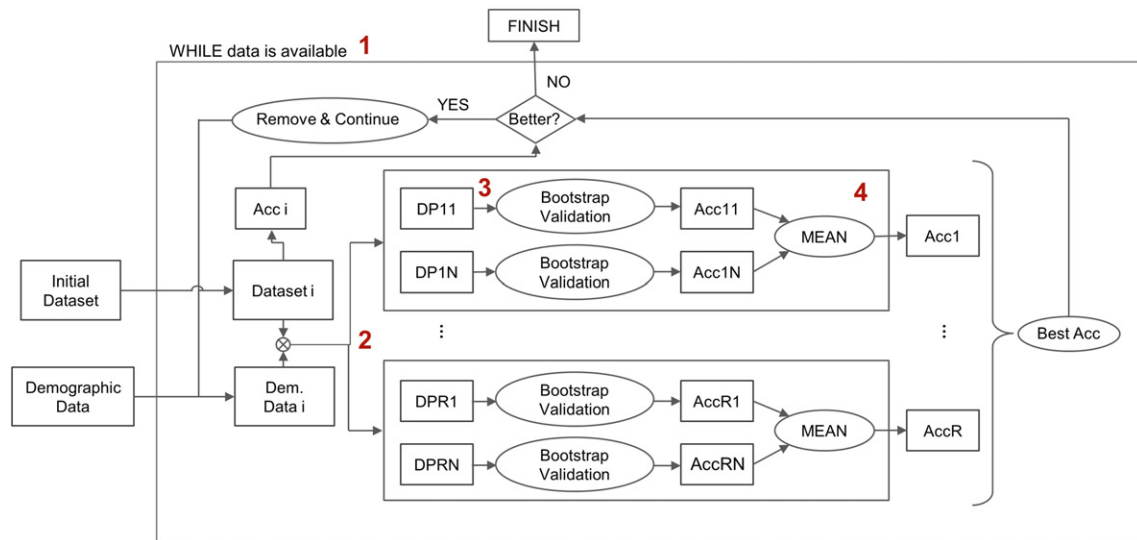 FINISH
WHILE data is available 1
NO
YES
Remove & Continue
Better?
3
4
Acc i
DP11
Bootstrap
Validation
Acc11
MEAN
Acc1
DP1N
Bootstrap
Validation
Acc1N
Initial
Dataset
Dataset i
2
...
...
Best Acc
Demographic
Data
Dem.
Data i
DPR1
Bootstrap
Validation
AccR1
MEAN
AccR
DPRN
Bootstrap
Validation
AccRN